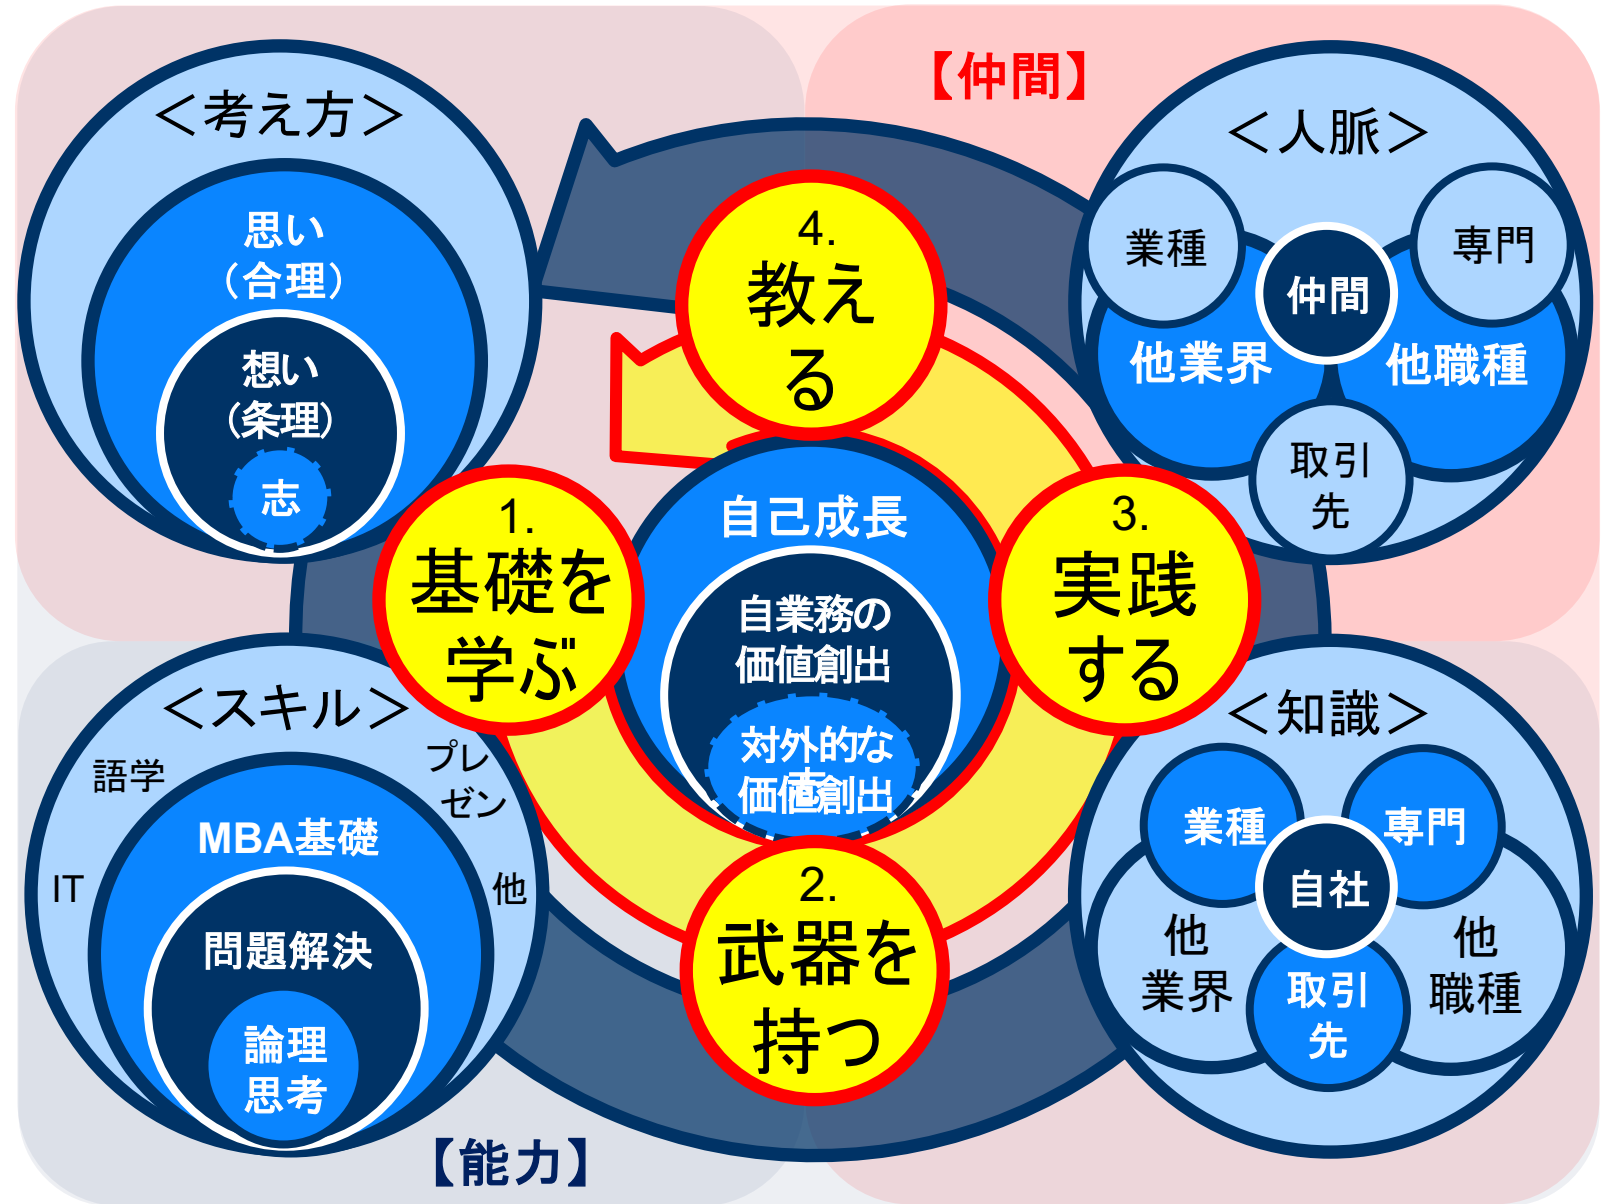 【仲間】
＜考え方＞
思い
（合理）
想い
（条理）
志
＜人脈＞
業種
専門
仲間
他業界
他職種
取引
先
4.
教え
る
1.
基礎を
学ぶ
自己成長
自業務の
価値創出
対外的な
価値創出
3.
実践
する
2.
武器を
持つ
＜スキル＞
語学
プレ
ゼン
IT
他
MBA基礎
問題解決
論理
思考
＜知識＞
業種
専門
自社
他
業界
他
職種
取引
先
【能力】